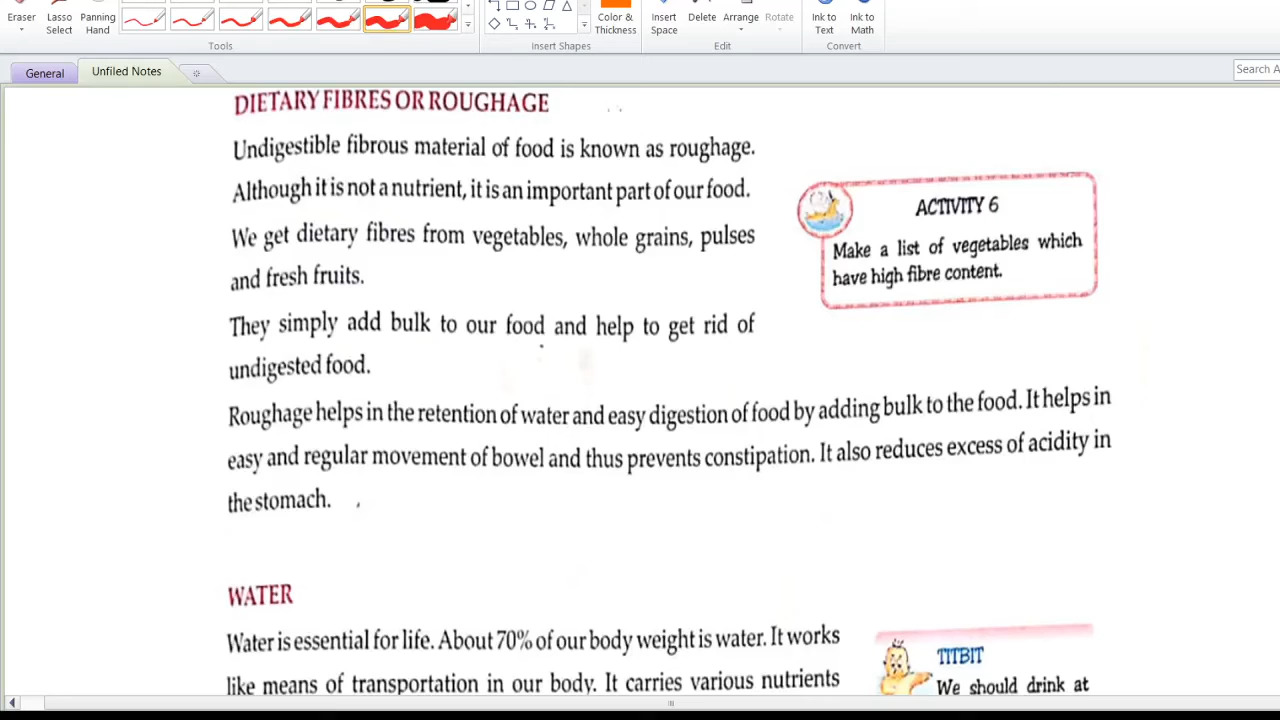 Eraser
Lasso Select
Panning Hand
Tools
Insert Shapes
Color & Thickness
Insert Space
Delete
Arrange
Rotate
Edit
Ink to Text
Ink to Math
Convert
General
Unfiled Notes
Search A
DIETARY FIBRES OR ROUGHAGE
Undigestible fibrous material of food is known as roughage.
Although it is not a nutrient, it is an important part of our food.
We get dietary fibres from vegetables, whole grains, pulses
and fresh fruits.
They simply add bulk to our food and help to get rid of
undigested food.
ACTIVITY 6
Make a list of vegetables which
have high fibre content.
Roughage helps in the retention of water and easy digestion of food by adding bulk to the food. It helps in
easy and regular movement of bowel and thus prevents constipation. It also reduces excess of acidity in
the stomach.
WATER
Water is essential for life. About 70% of our body weight is water. It works
like means of transportation in our body. It carries various nutrients
TITBIT
We should drink at